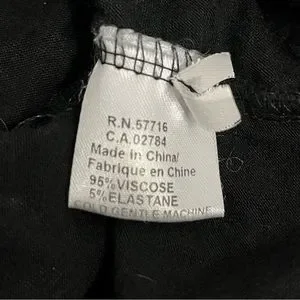 R.N.57716
C.A.02784
Made in China/
Fabrique en Chine
95%VISCOSE
5%ELASTANE
COLD GENTLE MACHINE